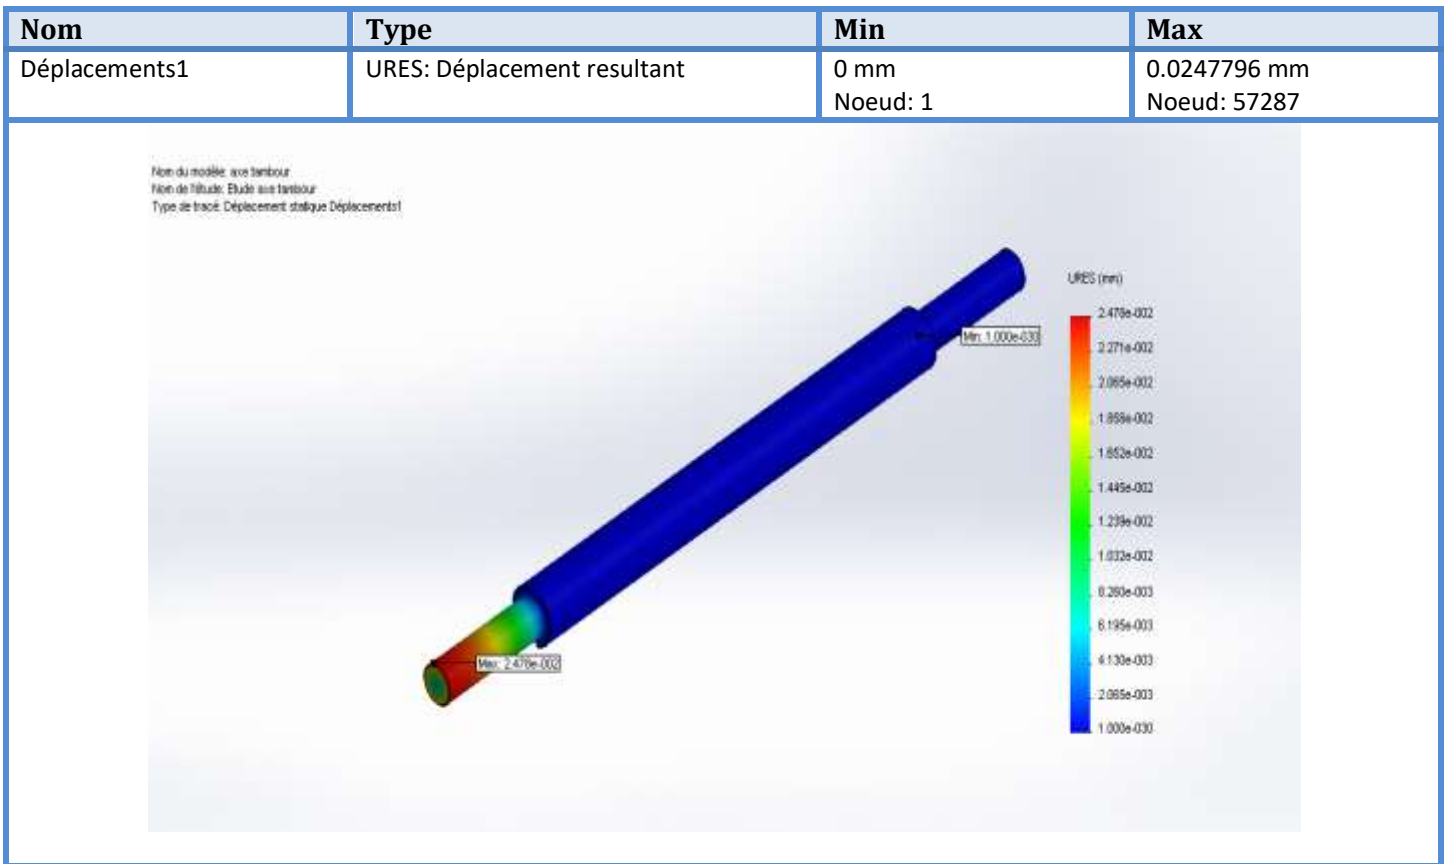 Nom Type Min Max
Déplacements1 URES: Déplacement resultant 0 mm 0.0247796 mm
Noeud: 1 Noeud: 57287
Nom du modèle: axe tambour
Nom de l'étude: Etude axe tambour
Type de tracé: Déplacement statique Déplacements1
URES (mm)
2.478e-002
Min: 1.000e-030
2.271e-002
2.065e-002
1.858e-002
1.652e-002
1.445e-002
1.239e-002
1.032e-002
8.260e-003
6.195e-003
Max: 2.478e-002
4.130e-003
2.065e-003
1.000e-030